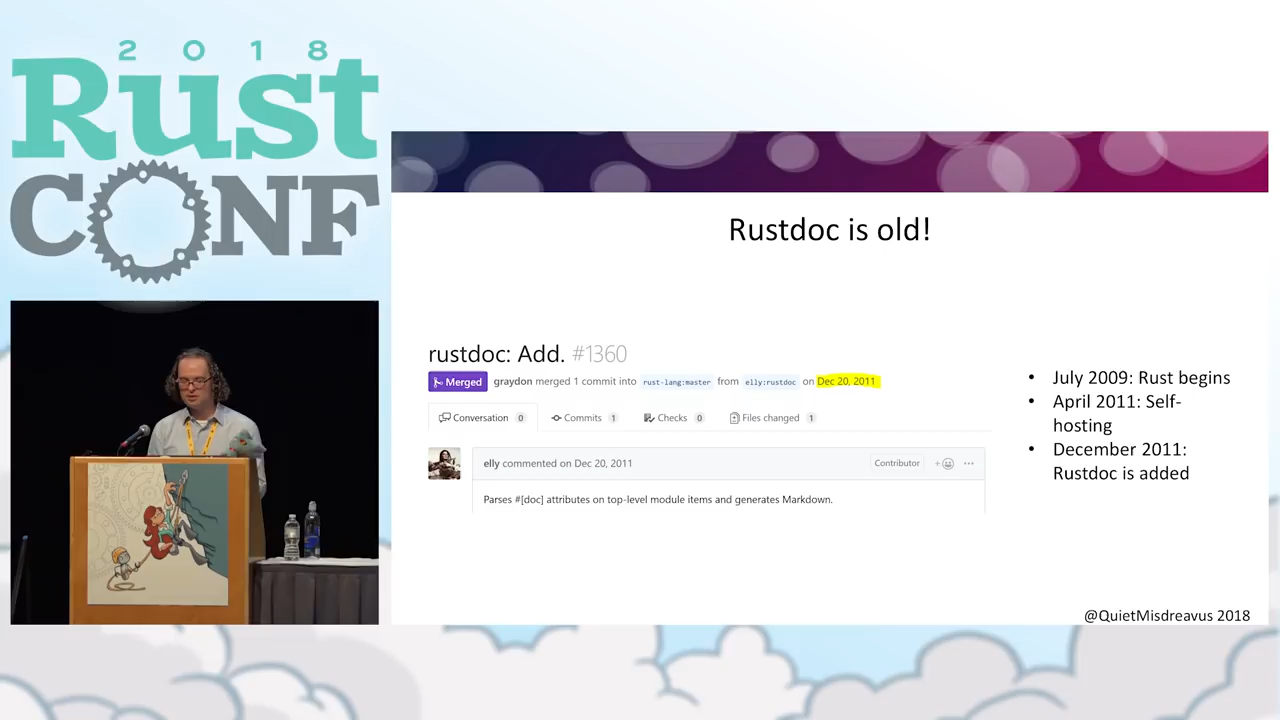 2018
Rust
CONF
Rustdoc is old!
rustdoc: Add. #1360
Merged graydon merged 1 commit into rust-lang:master from elly:rustdoc on Dec 20, 2011
Conversation 0 Commits 1 Checks 0 Files changed 1
elly commented on Dec 20, 2011 Contributor
Parses #[doc] attributes on top-level module items and generates Markdown.
• July 2009: Rust begins
• April 2011: Self-
hosting
• December 2011:
Rustdoc is added
@QuietMisdreavus 2018